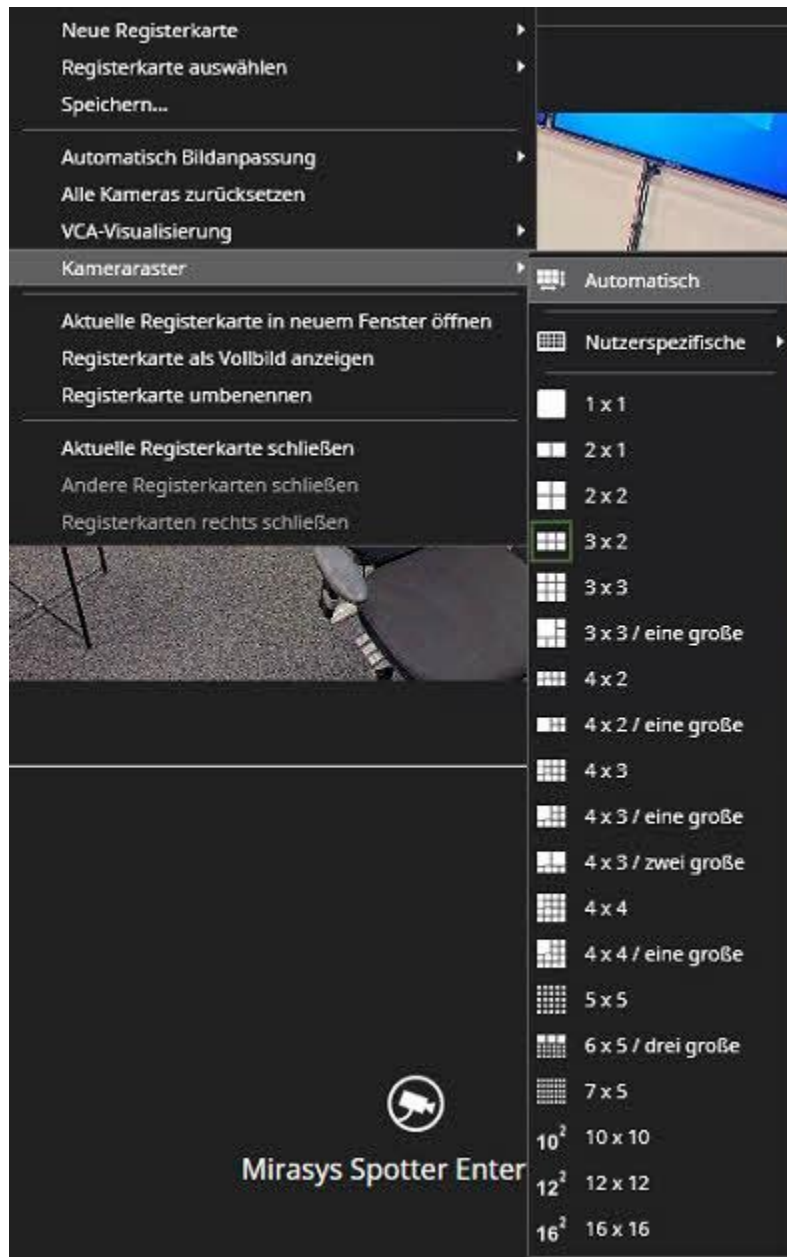 Neue Registerkarte
Registerkarte auswählen
Speichern...
Automatisch Bildanpassung
Alle Kameras zurücksetzen
VCA-Visualisierung
Kameraraster
Aktuelle Registerkarte in neuem Fenster öffnen
Registerkarte als Vollbild anzeigen
Registerkarte umbenennen
Aktuelle Registerkarte schließen
Andere Registerkarten schließen
Registerkarten rechts schließen
Automatisch
Nutzerspezifische
1 x 1
2 x 1
2 x 2
3 x 2
3 x 3
3 x 3 / eine große
4 x 2
4 x 2 / eine große
4 x 3
4 x 3 / eine große
4 x 3 / zwei große
4 x 4
4 x 4 / eine große
5 x 5
6 x 5 / drei große
7 x 5
10² 10 x 10
12² 12 x 12
16² 16 x 16
Mirasys Spotter Enter